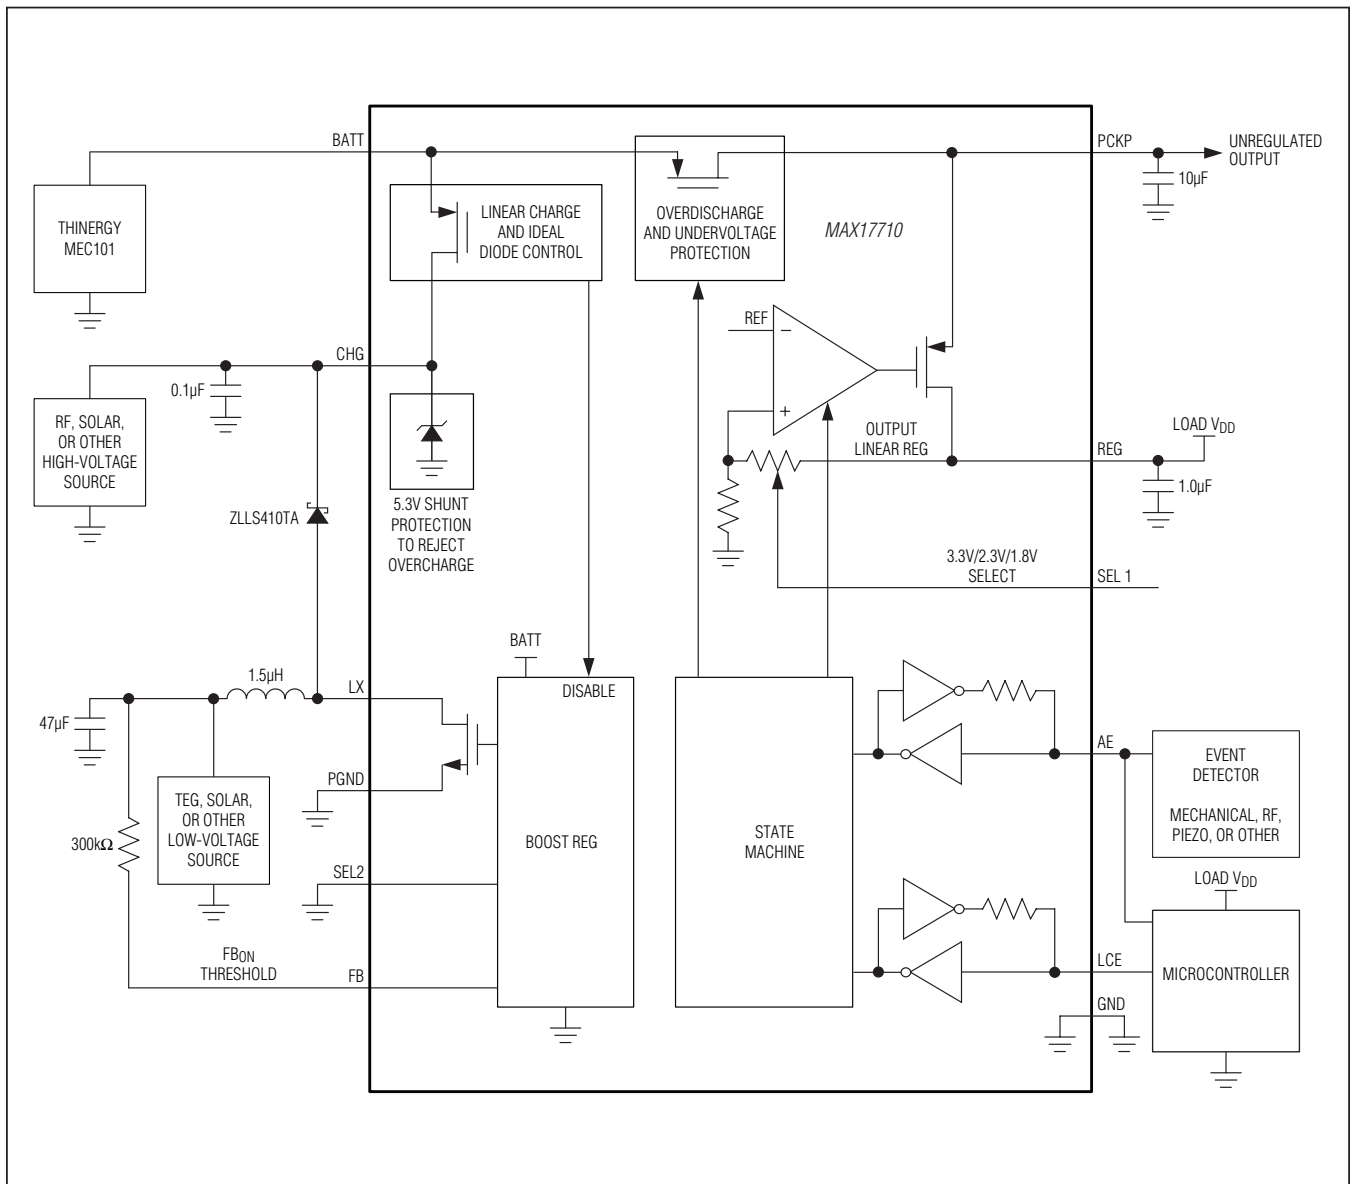 BATT
PCKP
UNREGULATED
OUTPUT
10µF
THINERGY
MEC101
LINEAR CHARGE
AND IDEAL
DIODE CONTROL
OVERDISCHARGE
AND UNDERVOLTAGE
PROTECTION
MAX17710
REF
−
+
CHG
0.1µF
RF, SOLAR,
OR OTHER
HIGH-VOLTAGE
SOURCE
ZLLS410TA
5.3V SHUNT
PROTECTION
TO REJECT
OVERCHARGE
OUTPUT
LINEAR REG
REG
LOAD VDD
1.0µF
3.3V/2.3V/1.8V
SELECT
SEL 1
BATT
DISABLE
1.5µH
LX
47µF
PGND
TEG, SOLAR,
OR OTHER
LOW-VOLTAGE
SOURCE
300kΩ
BOOST REG
SEL2
FBON
THRESHOLD
FB
STATE
MACHINE
AE
EVENT
DETECTOR
MECHANICAL, RF,
PIEZO, OR OTHER
LOAD VDD
LCE
MICROCONTROLLER
GND